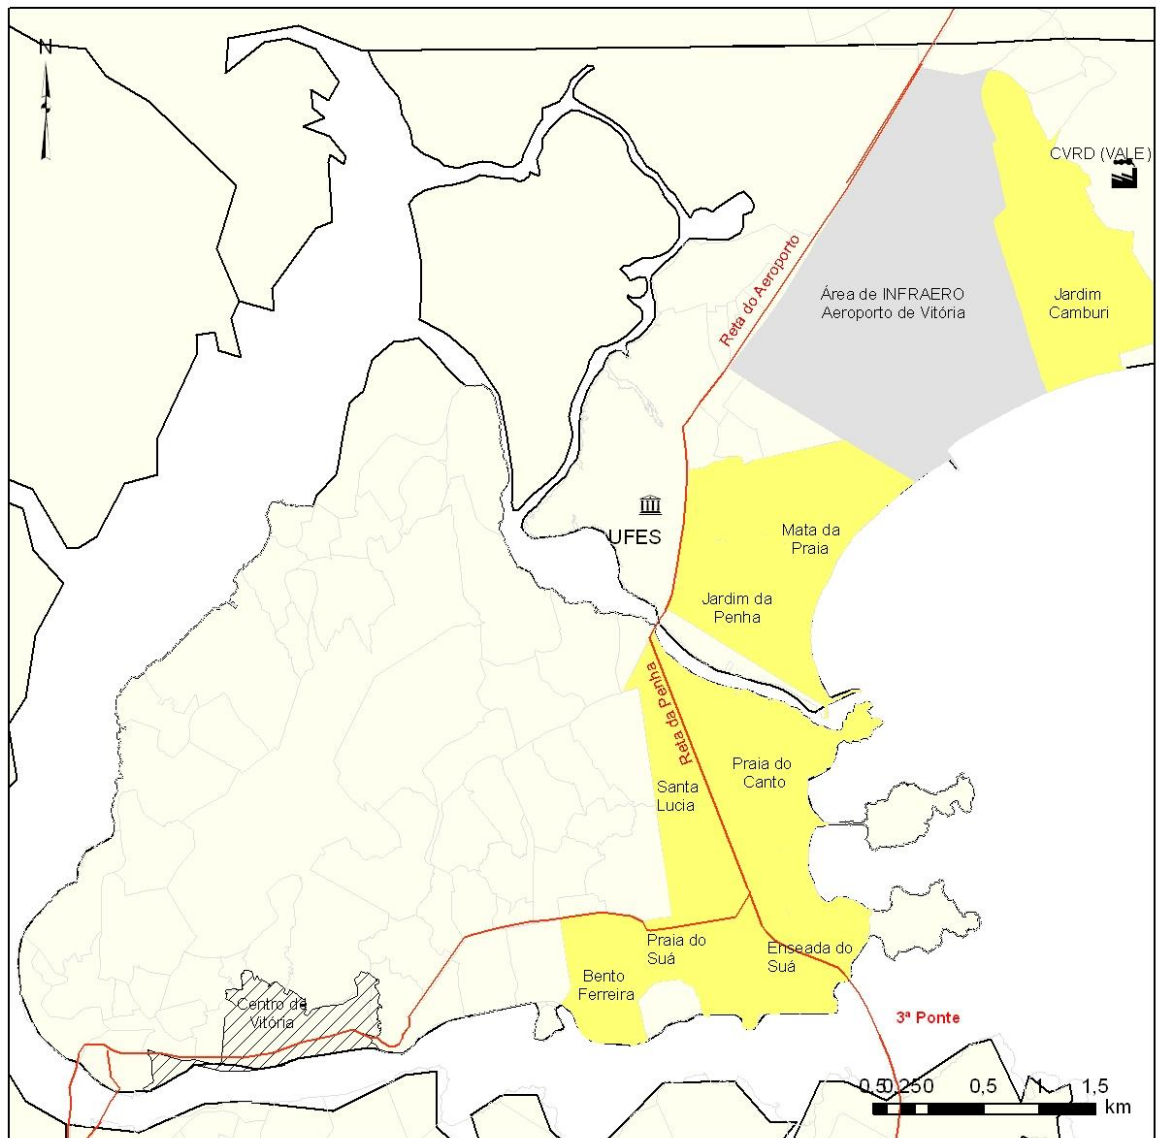 N
CVRD (VALE)
Reta do Aeroporto
Área de INFRAERO
Aeroporto de Vitória
Jardim
Camburi
UFES
Mata da
Praia
Jardim da
Penha
Reta da Penha
Praia do
Canto
Santa
Lucia
Praia do
Suá
Enseada do
Suá
Bento
Ferreira
Centro de
Vitória
3ª Ponte
0,5 0,25 0 0,5 1 1,5
km